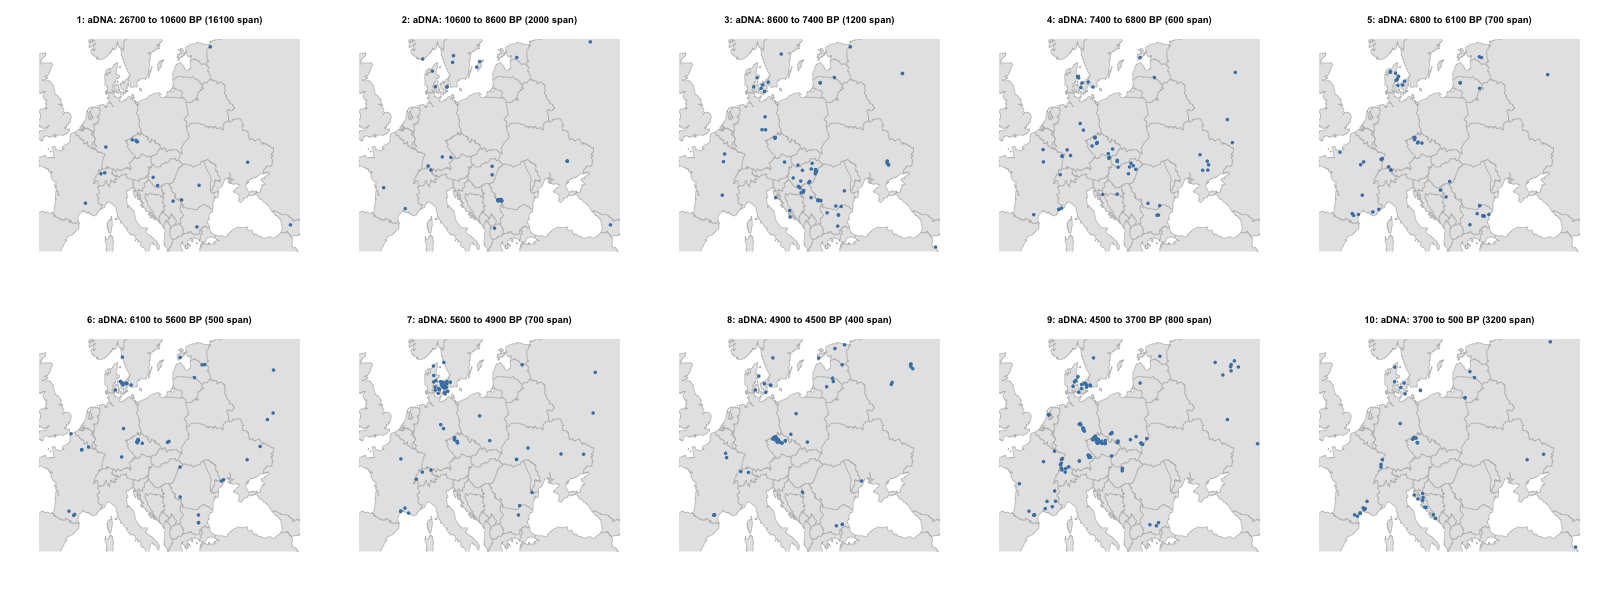 1: aDNA: 26700 to 10600 BP (16100 span)
2: aDNA: 10600 to 8600 BP (2000 span)
3: aDNA: 8600 to 7400 BP (1200 span)
4: aDNA: 7400 to 6800 BP (600 span)
5: aDNA: 6800 to 6100 BP (700 span)
6: aDNA: 6100 to 5600 BP (500 span)
7: aDNA: 5600 to 4900 BP (700 span)
8: aDNA: 4900 to 4500 BP (400 span)
9: aDNA: 4500 to 3700 BP (800 span)
10: aDNA: 3700 to 500 BP (3200 span)